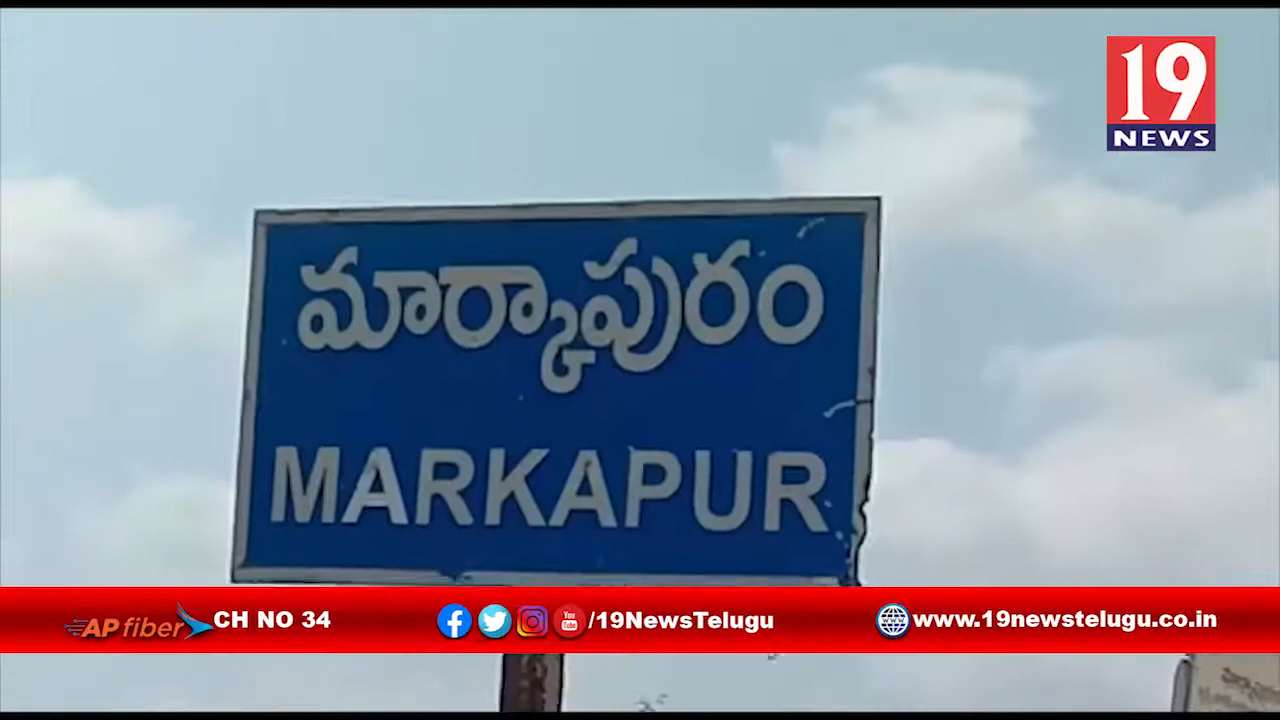 19
NEWS
మార్కాపురం
MARKAPUR
AP fiber CH NO 34 /19NewsTelugu www.19newstelugu.co.in